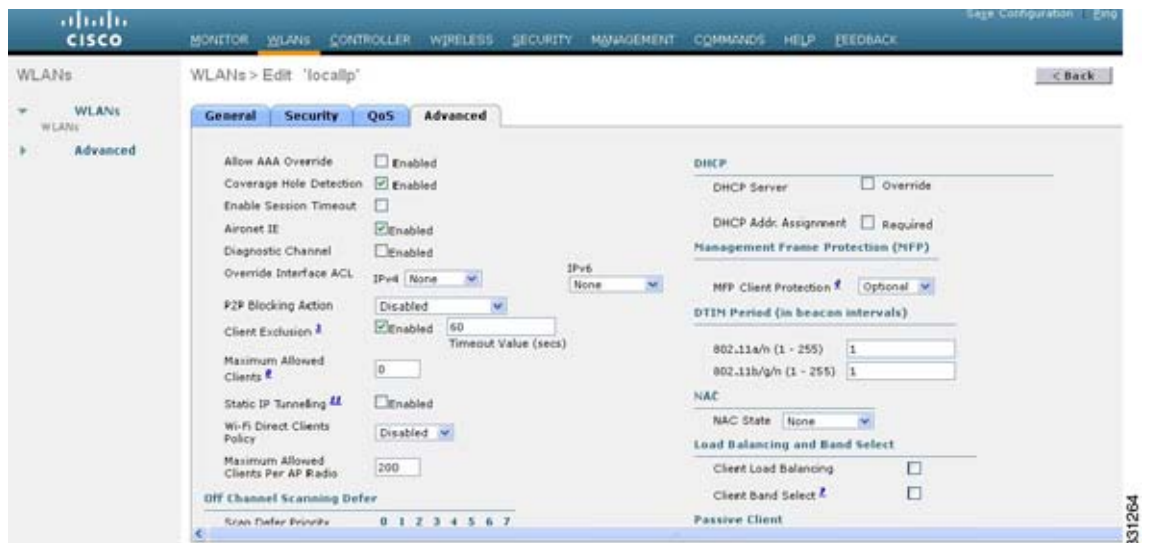 Save Configuration | Ping
CISCO
MONITOR WLANs CONTROLLER WIRELESS SECURITY MANAGEMENT COMMANDS HELP FEEDBACK
WLANs
WLANs > Edit 'locallp'
< Back
WLANs
WLANs
Advanced
General Security QoS Advanced
Allow AAA Override Enabled
Coverage Hole Detection Enabled
Enable Session Timeout
Aironet IE Enabled
Diagnostic Channel Enabled
Override Interface ACL IPv4 None IPv6 None
P2P Blocking Action Disabled
Client Exclusion 3 Enabled 60
Timeout Value (secs)
Maximum Allowed
Clients 0
Static IP Tunneling 11 Enabled
Wi-Fi Direct Clients
Policy Disabled
Maximum Allowed
Clients Per AP Radio 200
Off Channel Scanning Defer
Scan Defer Priority 0 1 2 3 4 5 6 7
DHCP
DHCP Server Override
DHCP Addr. Assignment Required
Management Frame Protection (MFP)
MFP Client Protection Optional
DTIM Period (in beacon intervals)
802.11a/n (1 - 255) 1
802.11b/g/n (1 - 255) 1
NAC
NAC State None
Load Balancing and Band Select
Client Load Balancing
Client Band Select
Passive Client
331264